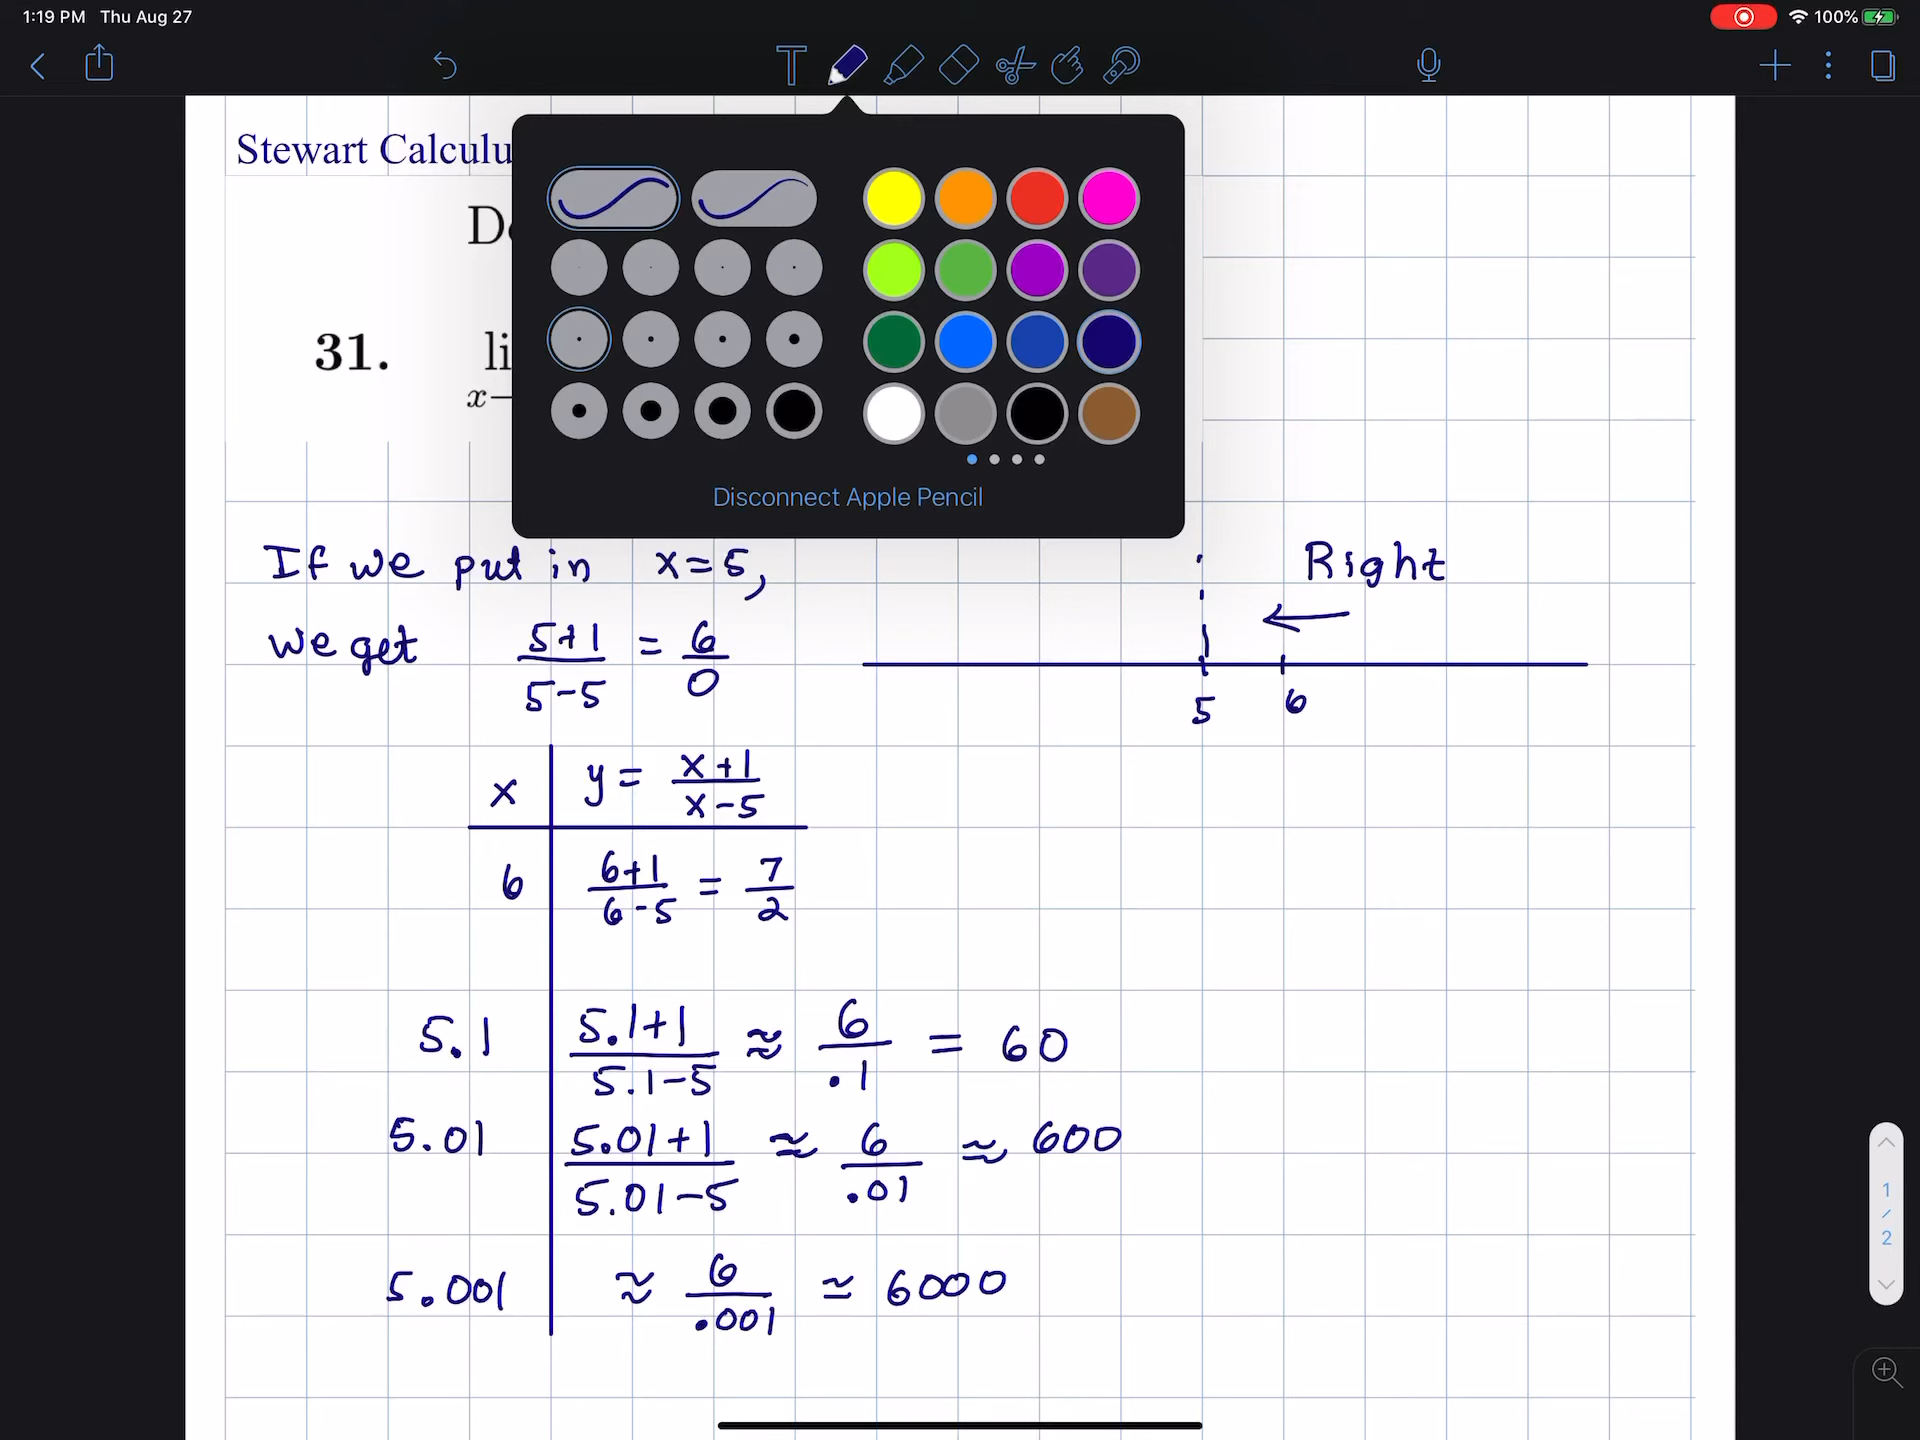 1:19 PM Thu Aug 27
100%
Stewart Calculu
De
31. li
x→
Disconnect Apple Pencil
If we put in x=5,
Right
we get (5+1)/(5-5) = 6/0
5 6
x | y = (x+1)/(x-5)
6 | (6+1)/(6-5) = 7/2
5.1 | (5.1+1)/(5.1-5) ≈ 6/.1 = 60
5.01 | (5.01+1)/(5.01-5) ≈ 6/.01 ≈ 600
5.001 | ≈ 6/.001 ≃ 6000
1/2